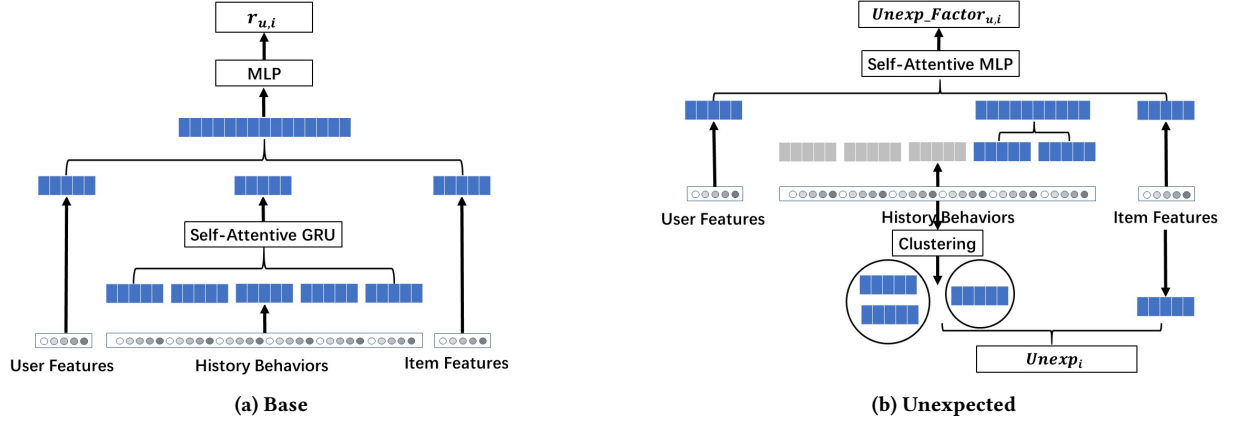 r_{u,i}
MLP
Self-Attentive GRU
User Features
History Behaviors
Item Features
(a) Base
Unexp_Factor_{u,i}
Self-Attentive MLP
User Features
History Behaviors
Item Features
Clustering
Unexp_i
(b) Unexpected